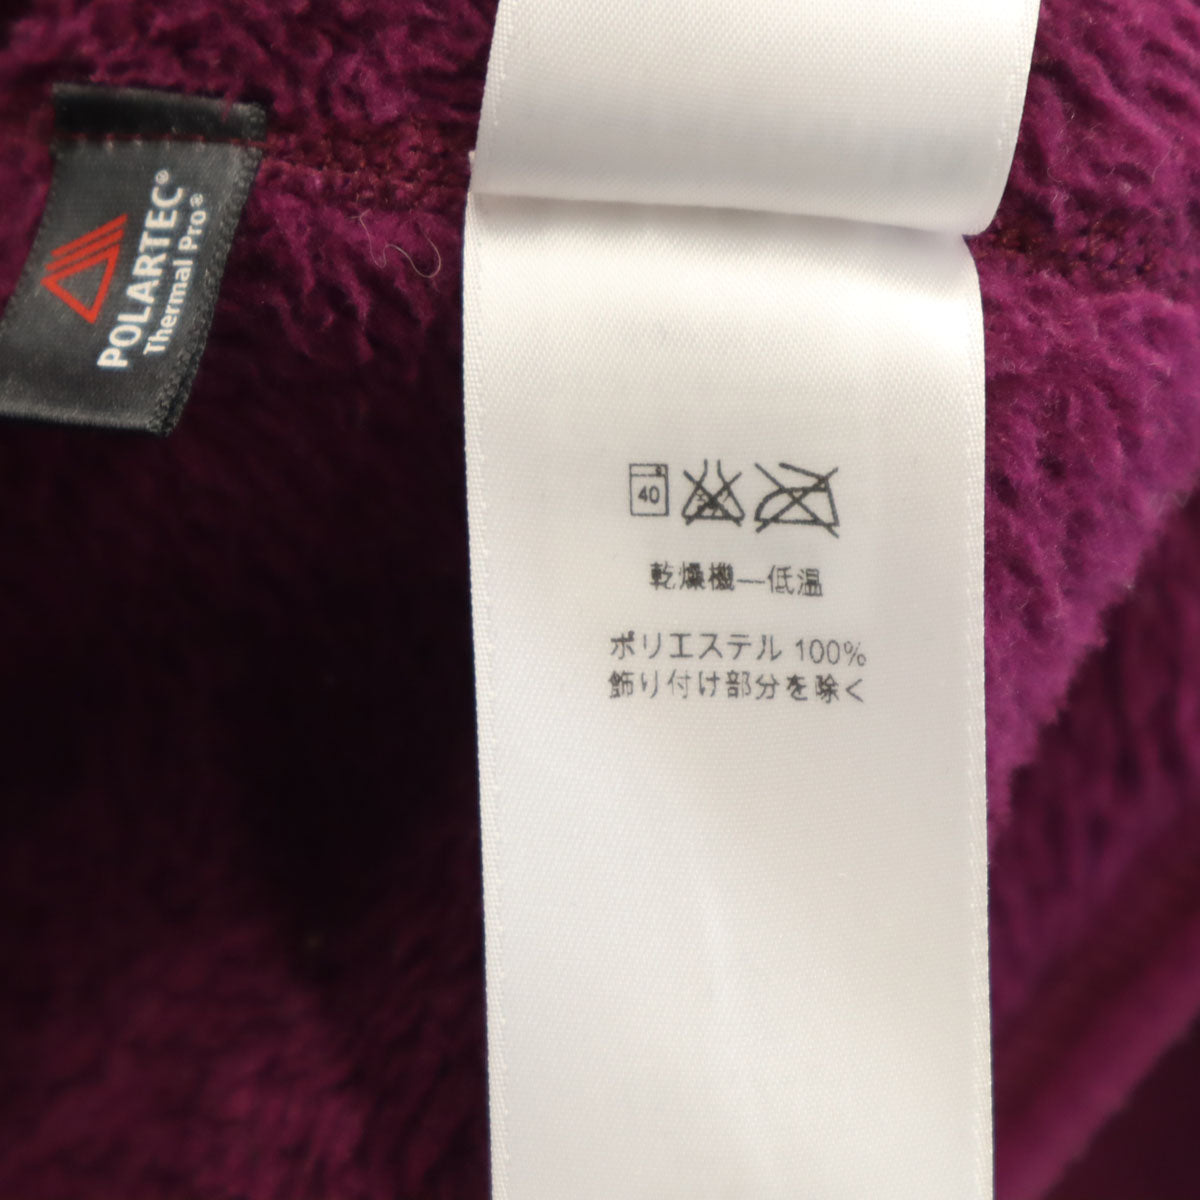 POLARTEC®
Thermal Pro®
40
乾燥機―低温
ポリエステル 100%
飾り付け部分を除く